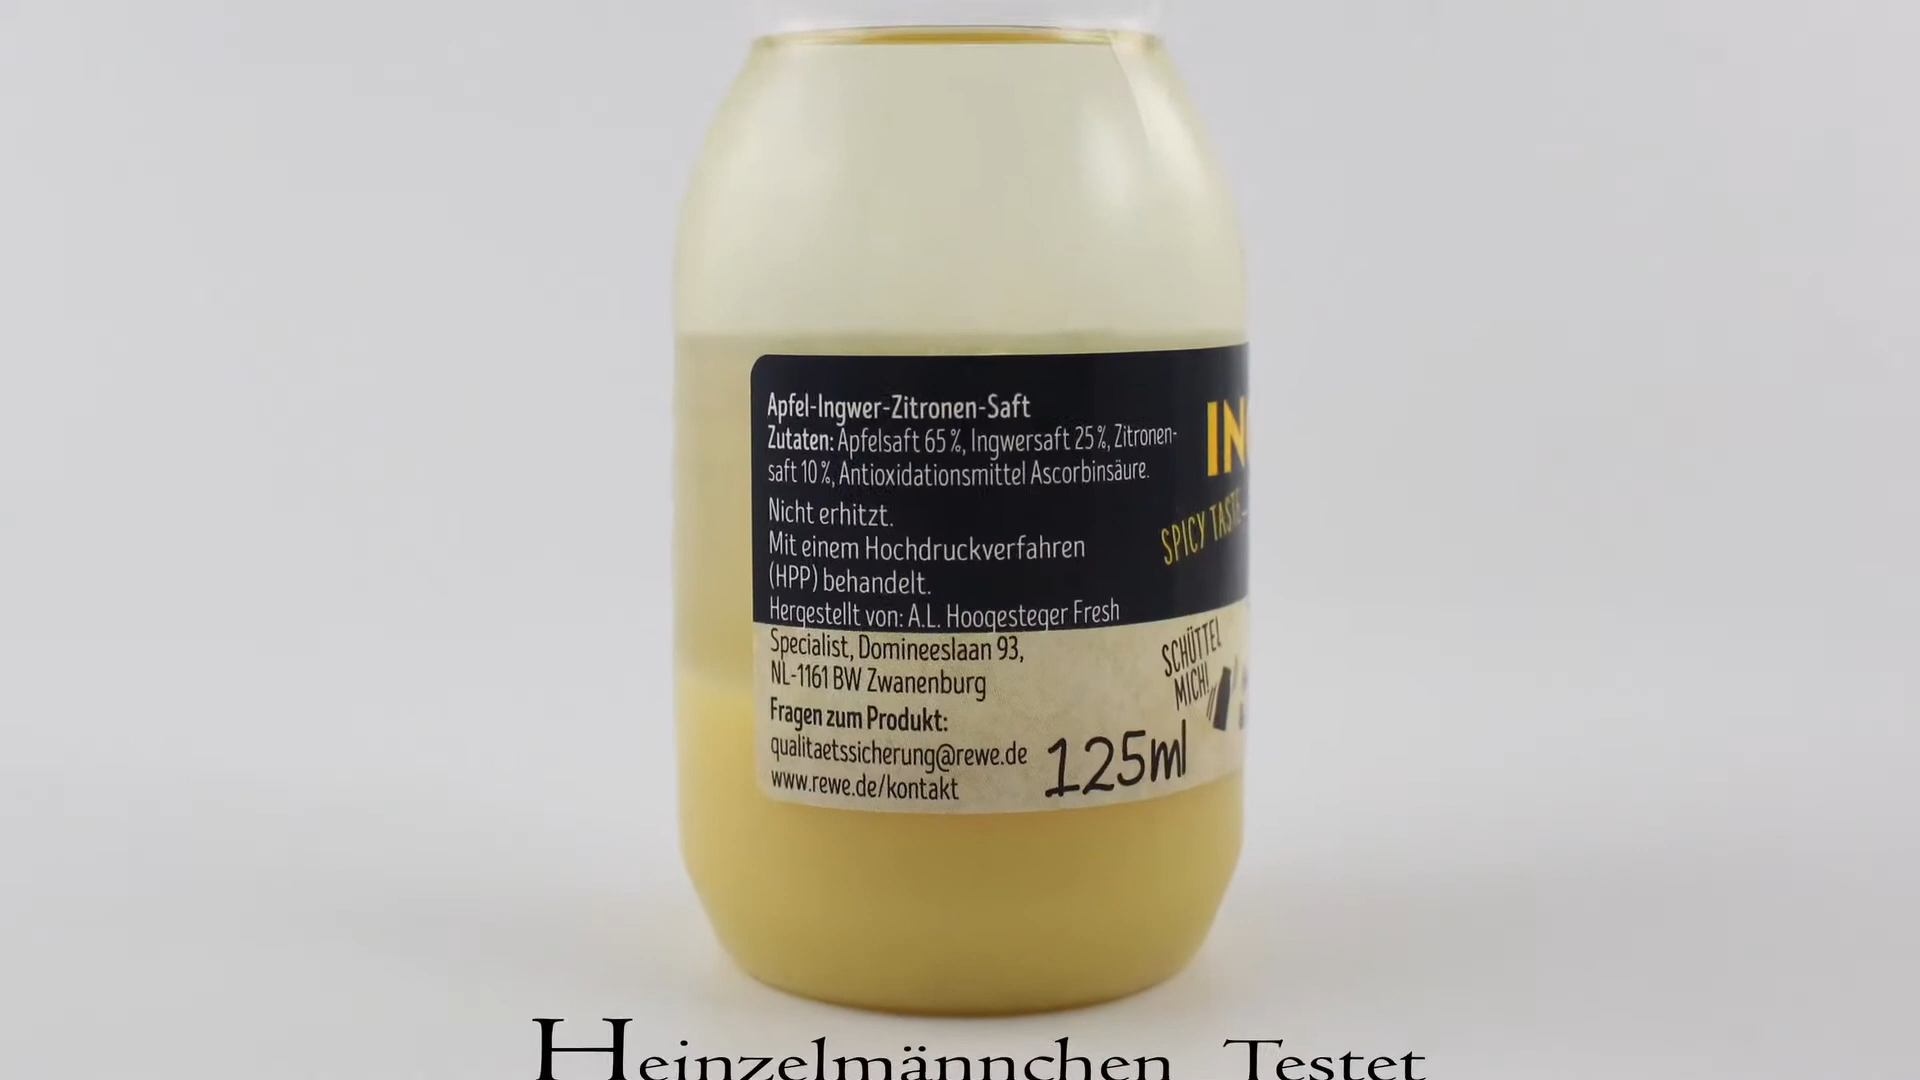 Apfel-Ingwer-Zitronen-Saft
Zutaten: Apfelsaft 65%, Ingwersaft 25%, Zitronen-
saft 10%, Antioxidationsmittel Ascorbinsäure.
Nicht erhitzt.
Mit einem Hochdruckverfahren
(HPP) behandelt.
Hergestellt von: A.L. Hoogesteger Fresh
Specialist, Domineeslaan 93,
NL-1161 BW Zwanenburg
Fragen zum Produkt:
qualitaetssicherung@rewe.de
www.rewe.de/kontakt
125ml
SPICY TASTE
SCHÜTTEL
MICH!
Heinzelmännchen Testet